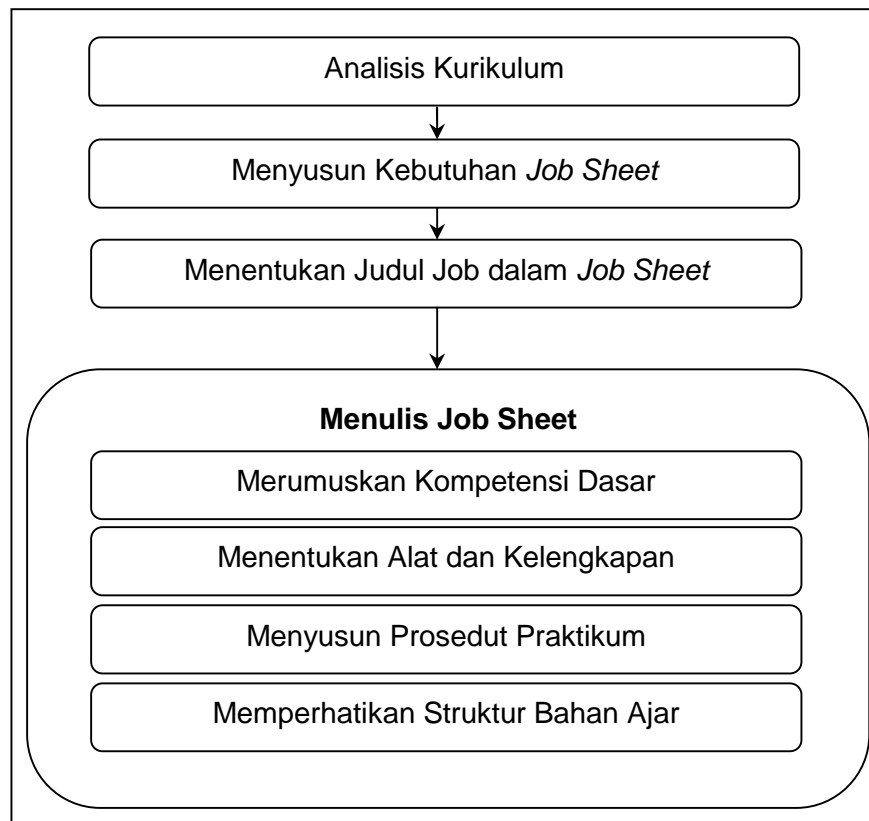 Analisis Kurikulum
Menyusun Kebutuhan Job Sheet
Menentukan Judul Job dalam Job Sheet
Menulis Job Sheet
Merumuskan Kompetensi Dasar
Menentukan Alat dan Kelengkapan
Menyusun Prosedut Praktikum
Memperhatikan Struktur Bahan Ajar